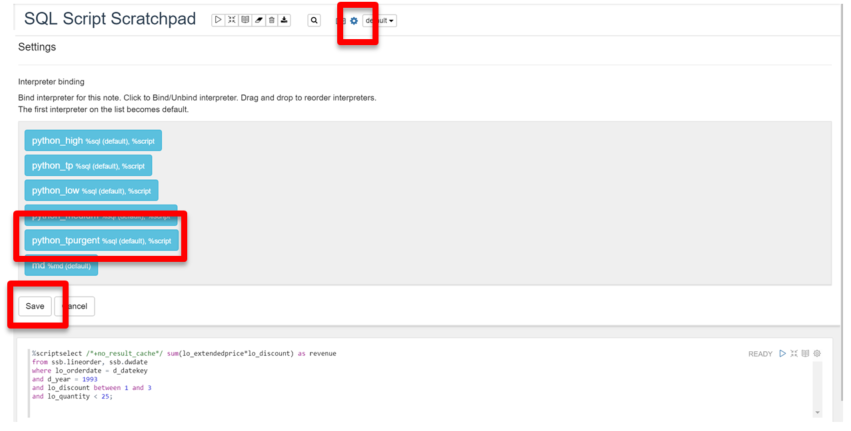 SQL Script Scratchpad
default
Settings
Interpreter binding
Bind interpreter for this note. Click to Bind/Unbind interpreter. Drag and drop to reorder interpreters.
The first interpreter on the list becomes default.
python_high %sql (default), %script
python_tp %sql (default), %script
python_low %sql (default), %script
python_medium %sql (default), %script
python_tpurgent %sql (default), %script
md %md (default)
Save Cancel
%scriptselect /*+no_result_cache*/ sum(lo_extendedprice*lo_discount) as revenue
READY
from ssb.lineorder, ssb.dwdate
where lo_orderdate = d_datekey
and d_year = 1993
and lo_discount between 1 and 3
and lo_quantity < 25;